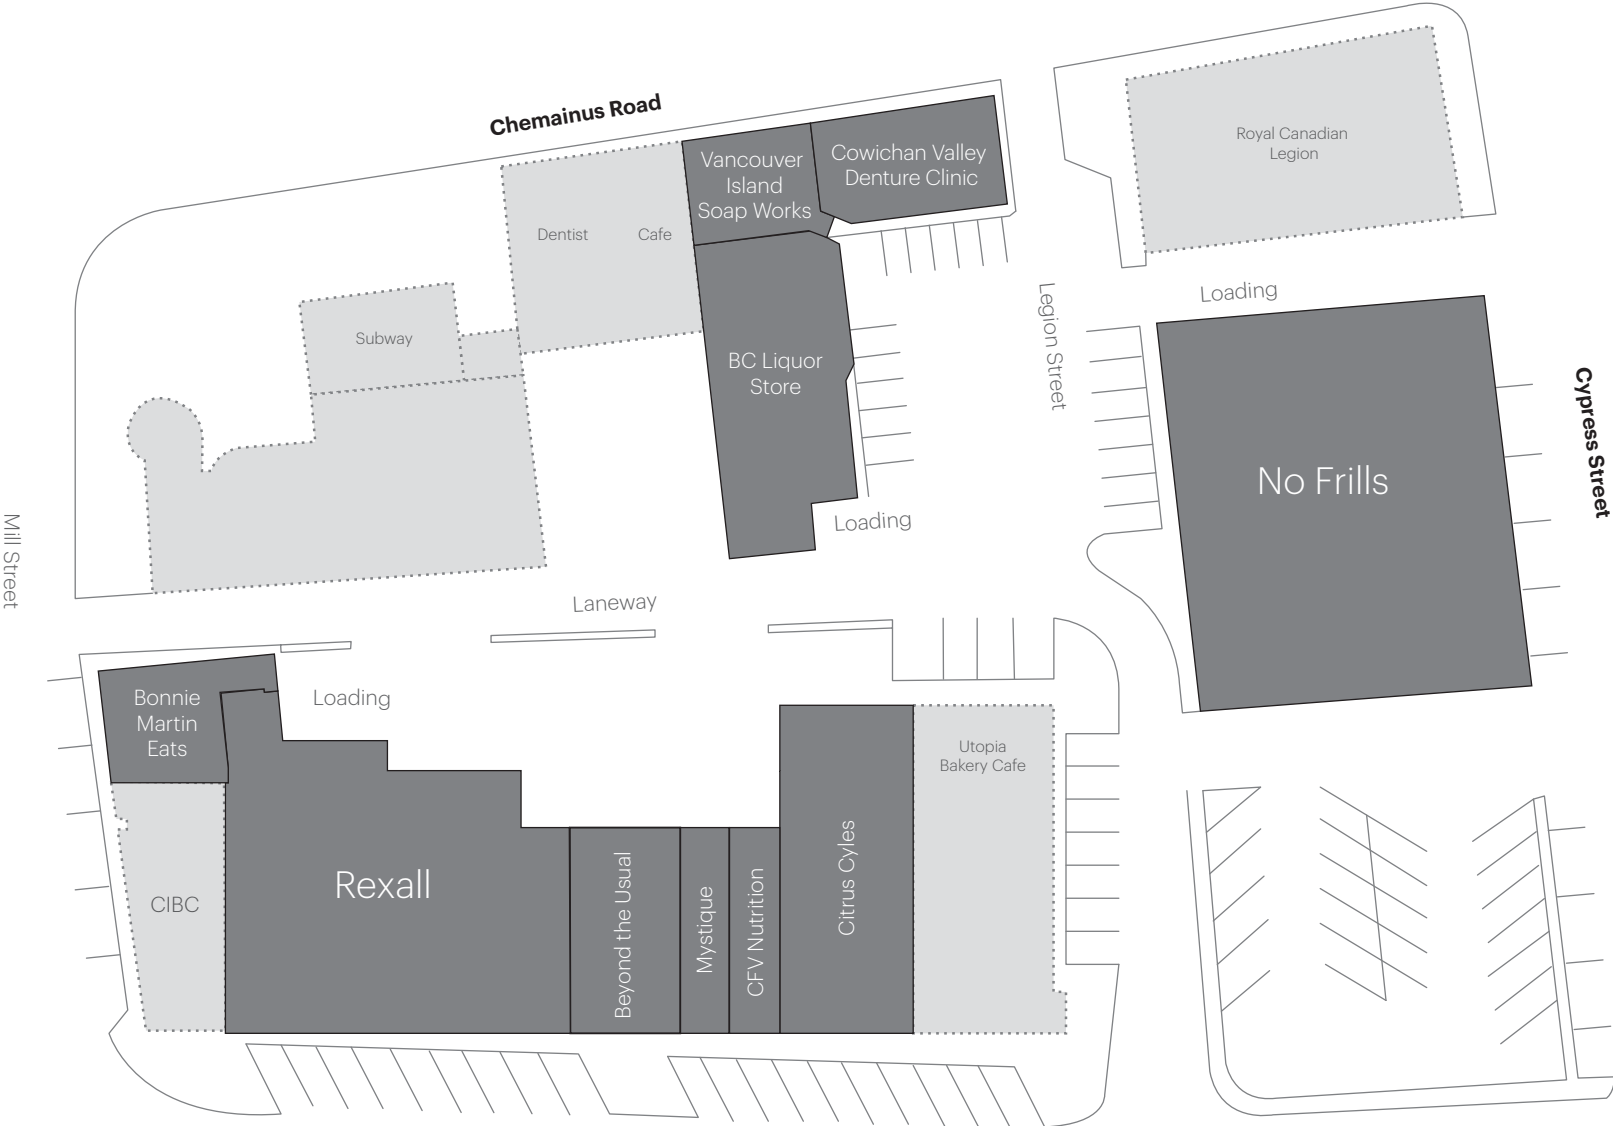 Chemainus Road
Royal Canadian
Legion
Vancouver
Island
Soap Works
Cowichan Valley
Denture Clinic
Dentist
Cafe
Subway
BC Liquor
Store
Legion Street
Loading
No Frills
Cypress Street
Loading
Mill Street
Laneway
Bonnie
Martin
Eats
Loading
CIBC
Rexall
Beyond the Usual
Mystique
CFV Nutrition
Citrus Cyles
Utopia
Bakery Cafe